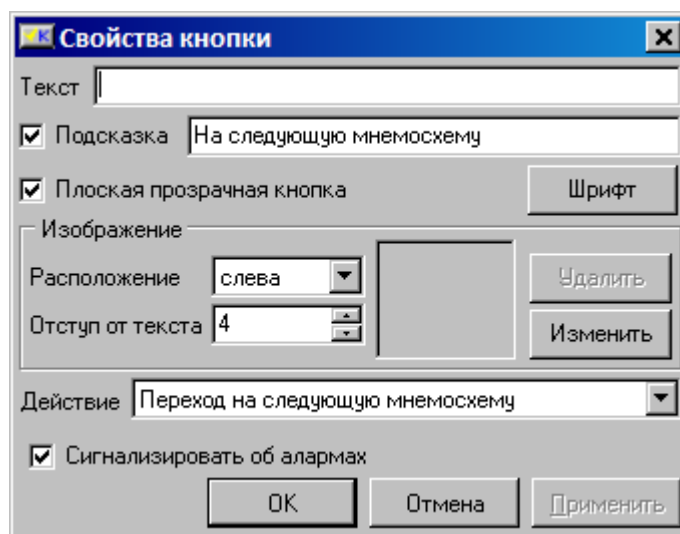 Свойства кнопки
Текст
Подсказка На следующую мнемосхему
Плоская прозрачная кнопка Шрифт
Изображение
Расположение слева Удалить
Отступ от текста 4 Изменить
Действие Переход на следующую мнемосхему
Сигнализировать об алармах
OK Отмена Применить